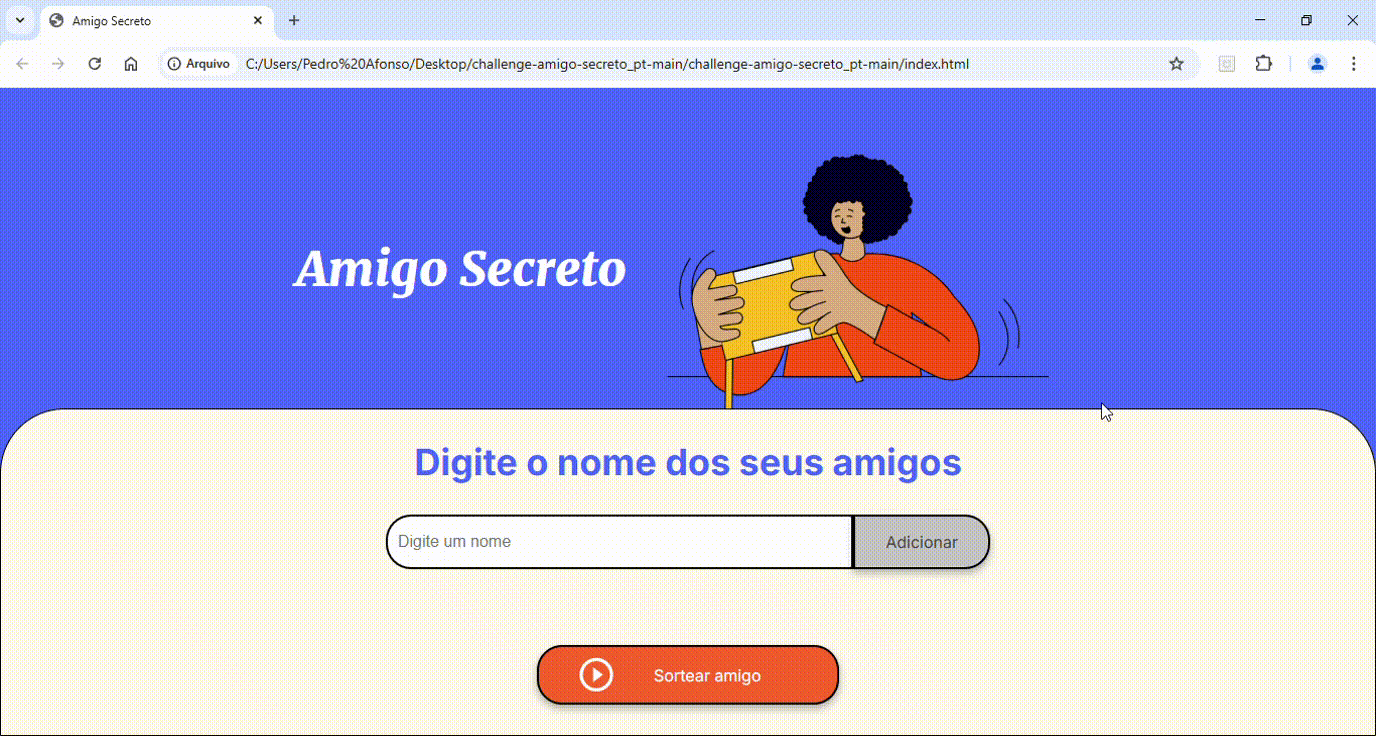 Amigo Secreto
Arquivo
C:/Users/Pedro%20Afonso/Desktop/challenge-amigo-secreto_pt-main/challenge-amigo-secreto_pt-main/index.html
Amigo Secreto
Digite o nome dos seus amigos
Digite um nome
Adicionar
Sortear amigo